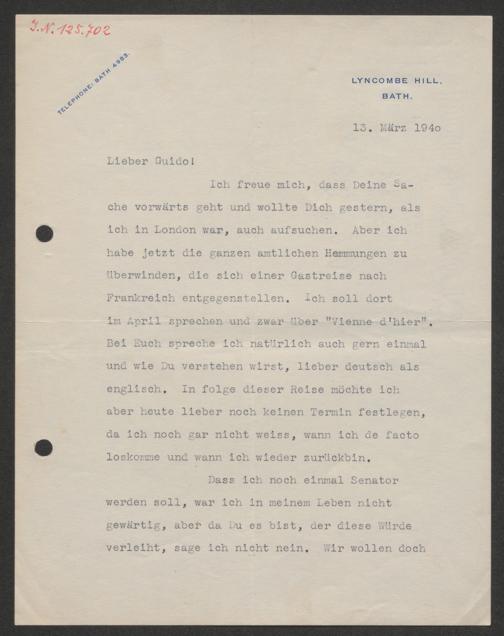 J.N. 125.702
TELEPHONE: BATH 4983.
LYNCOMBE HILL,
BATH.
13. März 1940
Lieber Guido!
Ich freue mich, dass Deine Sa-
che vorwärts geht und wollte Dich gestern, als
ich in London war, auch aufsuchen. Aber ich
habe jetzt die ganzen amtlichen Hemmungen zu
überwinden, die sich einer Gastreise nach
Frankreich entgegenstellen. Ich soll dort
im April sprechen und zwar über "Vienne d'hier".
Bei Euch spreche ich natürlich auch gern einmal
und wie Du verstehen wirst, lieber deutsch als
englisch. In folge dieser Reise möchte ich
aber heute lieber noch keinen Termin festlegen,
da ich noch gar nicht weiss, wann ich de facto
loskomme und wann ich wieder zurückbin.
Dass ich noch einmal Senator
werden soll, war ich in meinem Leben nicht
gewärtig, aber da Du es bist, der diese Würde
verleiht, sage ich nicht nein. Wir wollen doch